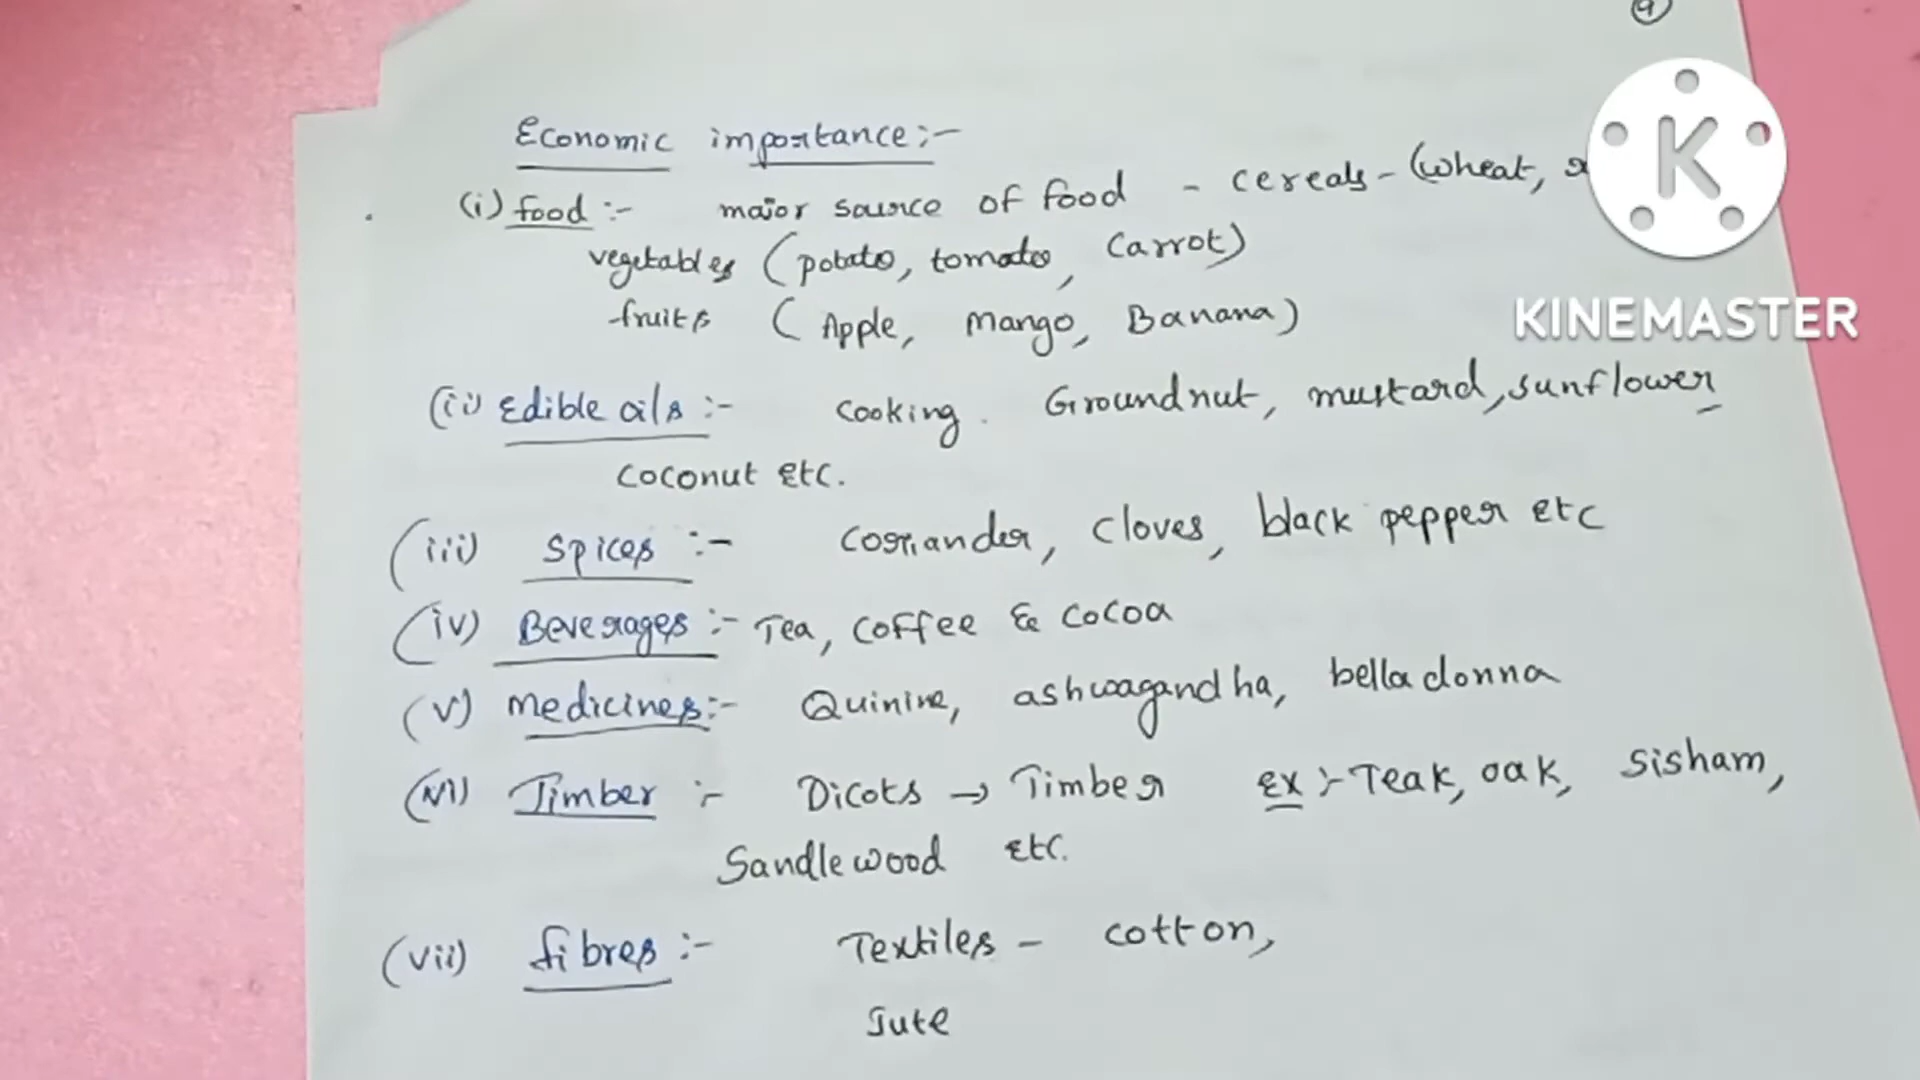 9
Economic importance:-
(i) food :- major source of food - cereals - (wheat,
vegetables (potato, tomato, Carrot)
fruits (Apple, Mango, Banana)
(ii) Edible oils :- Cooking. Groundnut, mustard, sunflower
Coconut etc.
(iii) Spices :- Coriander, Cloves, black pepper etc
(iv) Beverages :- Tea, Coffee & Cocoa
(v) Medicines:- Quinine, ashwagandha, belladonna
(vi) Timber :- Dicots → Timber ex :- Teak, oak, Sisham,
Sandlewood etc.
(vii) fibres :- Textiles - cotton,
Jute
K
KINEMASTER